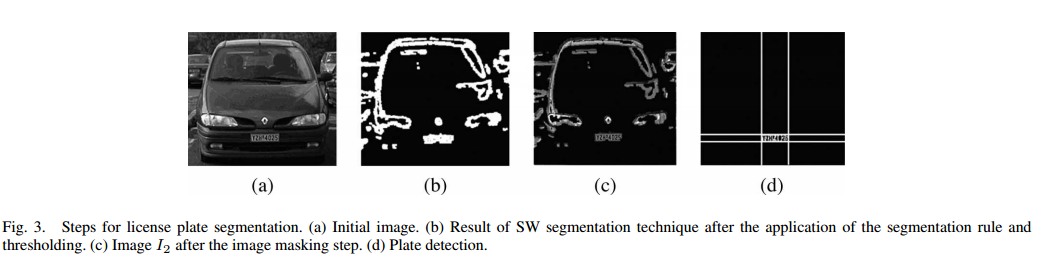 (a) (b) (c) (d)
Fig. 3. Steps for license plate segmentation. (a) Initial image. (b) Result of SW segmentation technique after the application of the segmentation rule and
thresholding. (c) Image I₂ after the image masking step. (d) Plate detection.